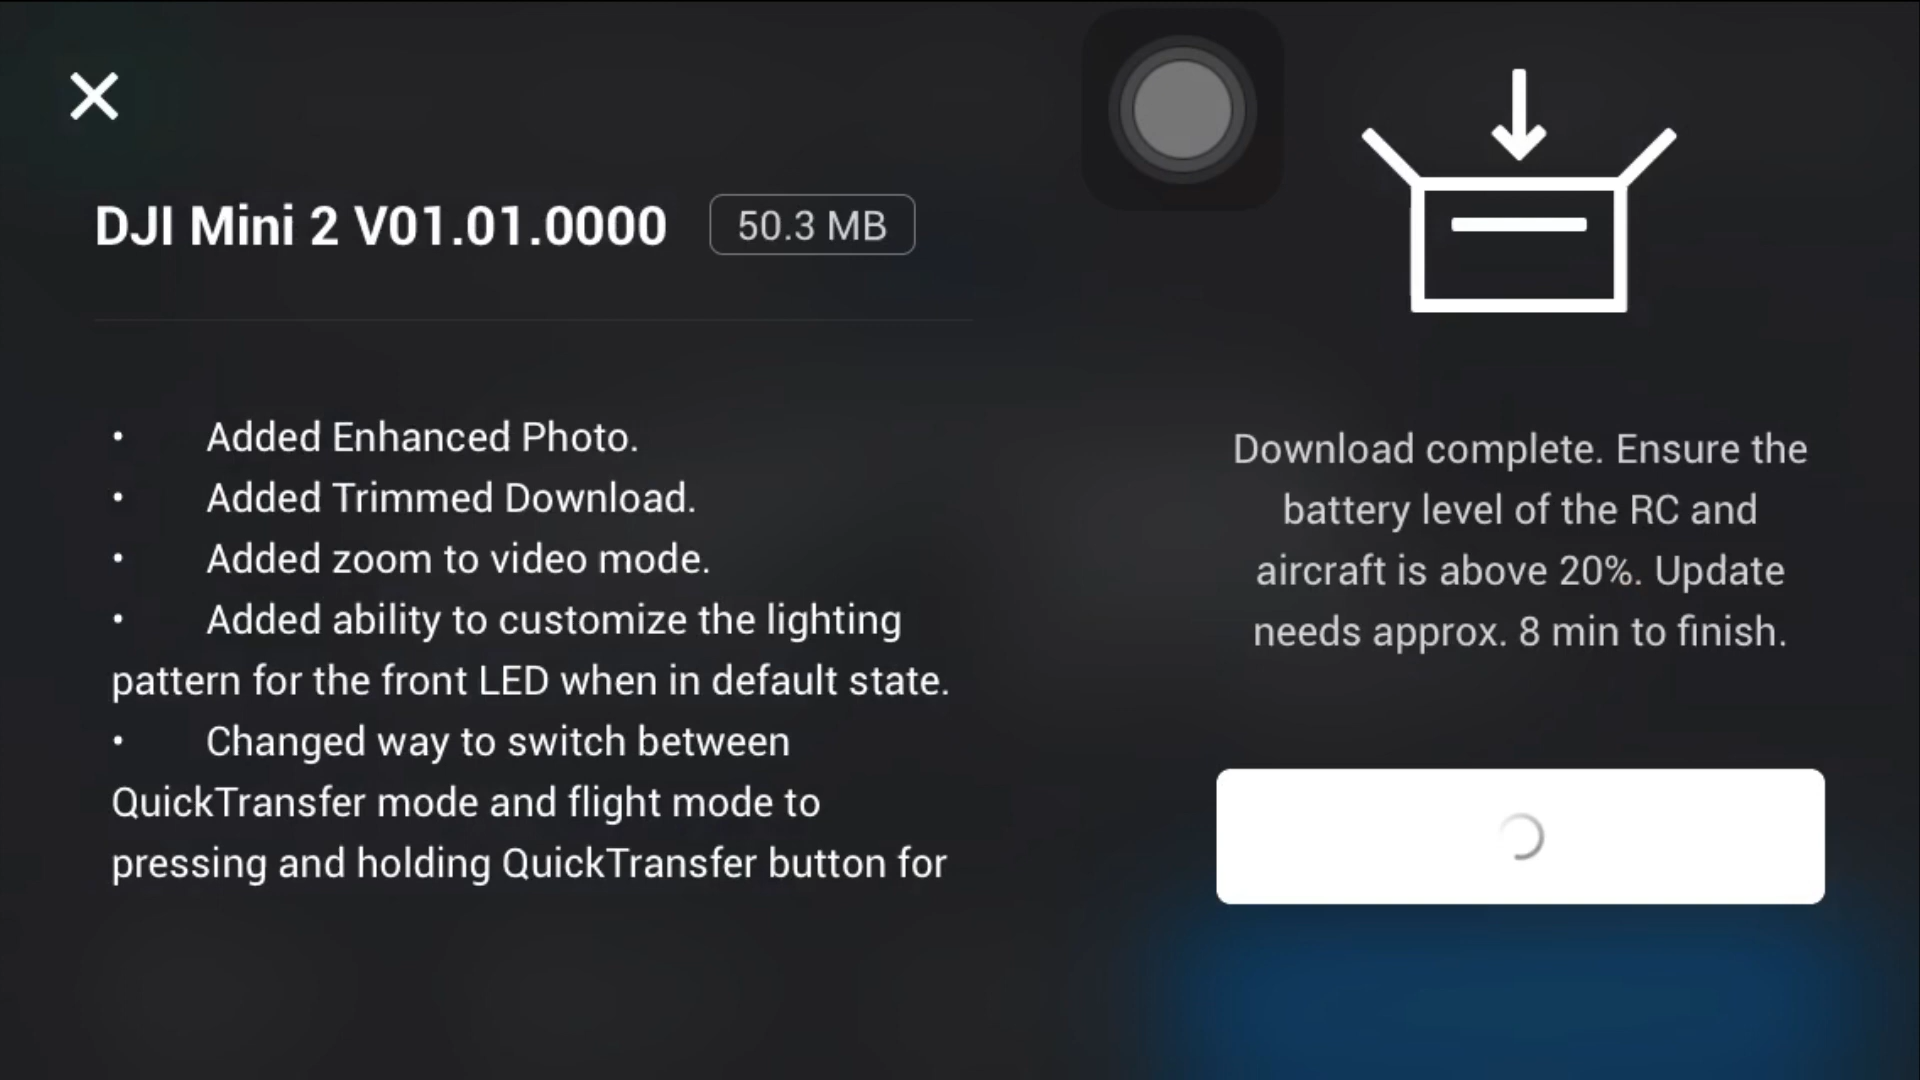 DJI Mini 2 V01.01.0000 50.3 MB
• Added Enhanced Photo.
• Added Trimmed Download.
• Added zoom to video mode.
• Added ability to customize the lighting
pattern for the front LED when in default state.
• Changed way to switch between
QuickTransfer mode and flight mode to
pressing and holding QuickTransfer button for
Download complete. Ensure the
battery level of the RC and
aircraft is above 20%. Update
needs approx. 8 min to finish.